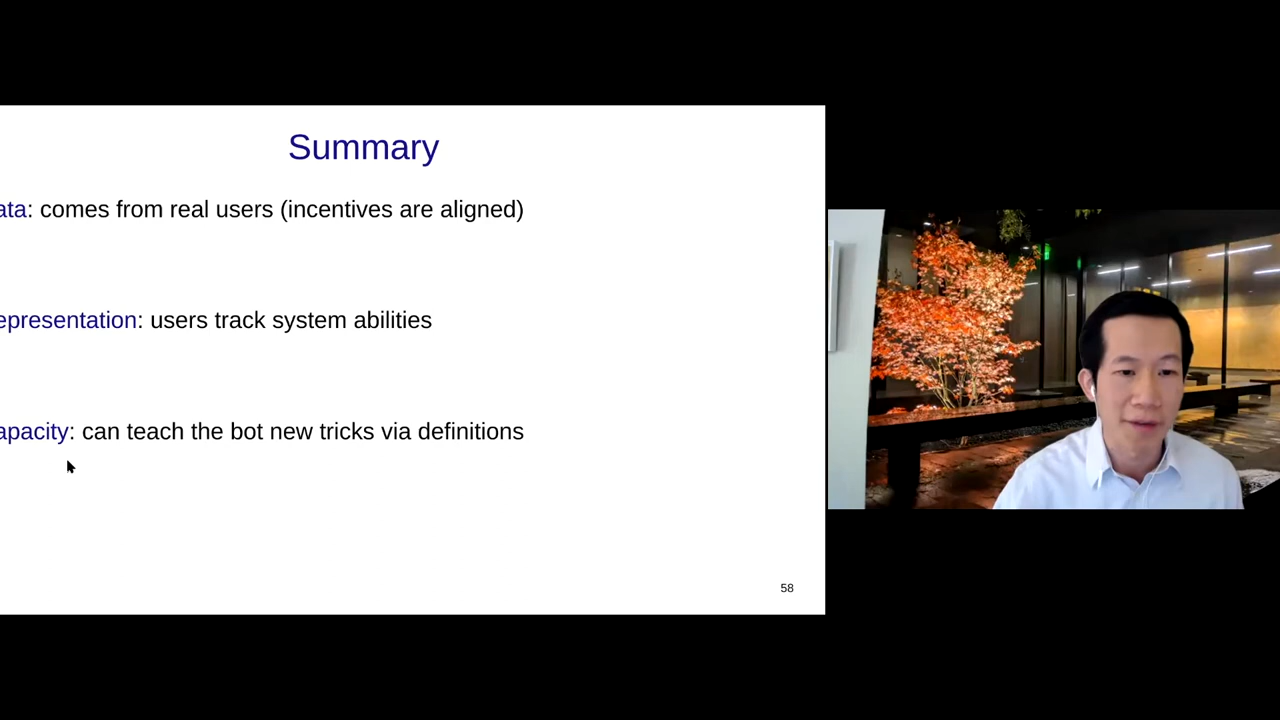 Summary
ata: comes from real users (incentives are aligned)
epresentation: users track system abilities
apacity: can teach the bot new tricks via definitions
58